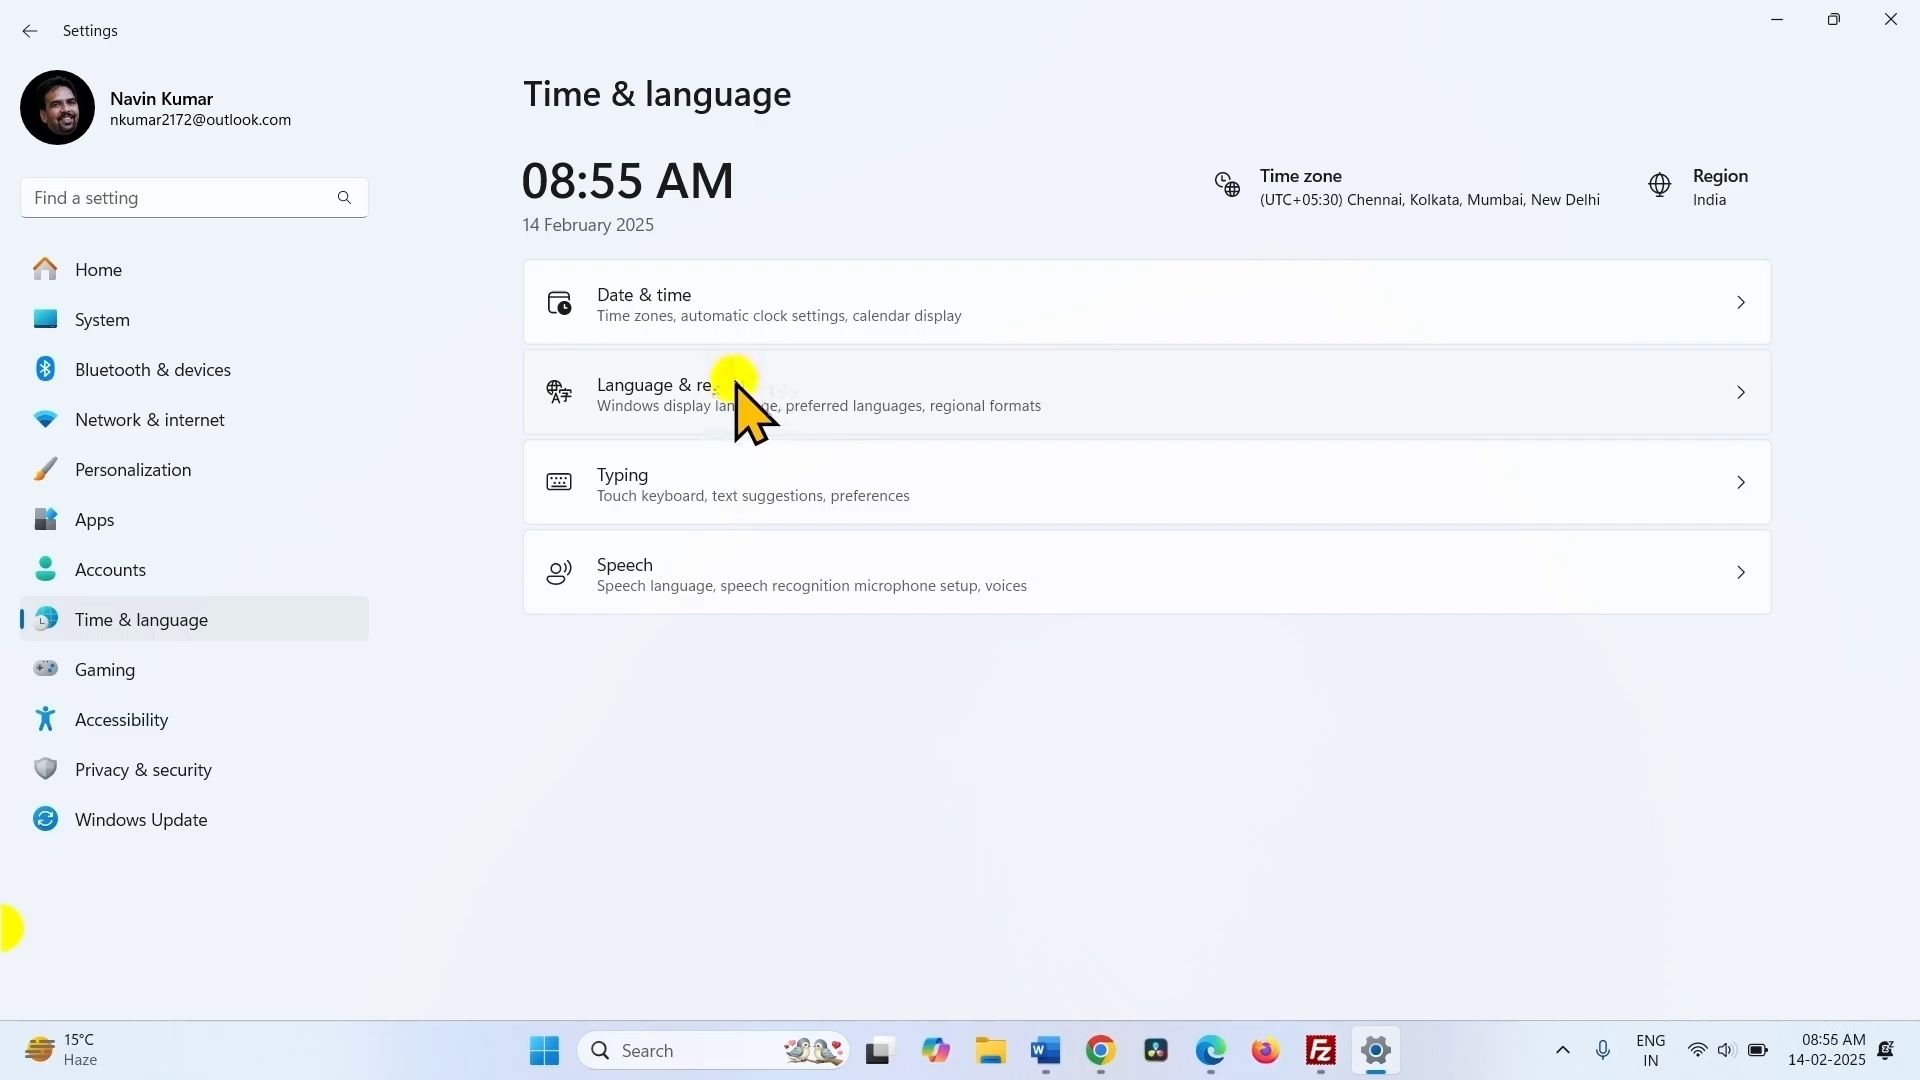 Settings
Navin Kumar
nkumar2172@outlook.com
Find a setting
Home
System
Bluetooth & devices
Network & internet
Personalization
Apps
Accounts
Time & language
Gaming
Accessibility
Privacy & security
Windows Update
Time & language
08:55 AM
14 February 2025
Time zone
(UTC+05:30) Chennai, Kolkata, Mumbai, New Delhi
Region
India
Date & time
Time zones, automatic clock settings, calendar display
Language &
Windows display preferred languages, regional formats
Typing
Touch keyboard, text suggestions, preferences
Speech
Speech language, speech recognition microphone setup, voices
15°C
Haze
Search
ENG
IN
08:55 AM
14-02-2025